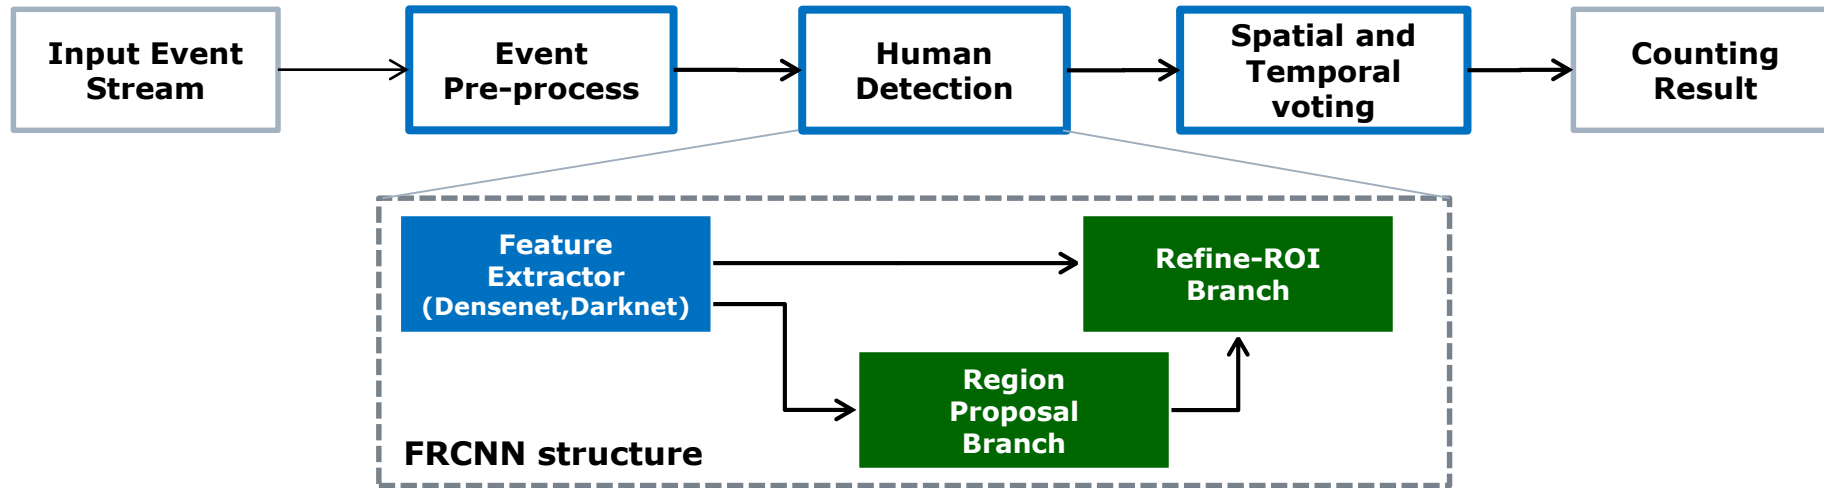 Input Event
Stream
Event
Pre-process
Human
Detection
Spatial and
Temporal
voting
Counting
Result
Feature
Extractor
(Densenet,Darknet)
Refine-ROI
Branch
Region
Proposal
Branch
FRCNN structure